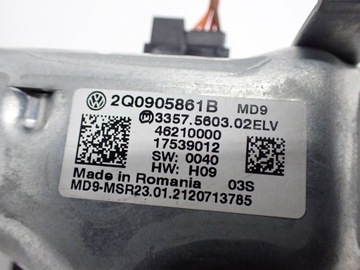 2Q0905861B MD9
3357.5603.02ELV
46210000
17539012
SW: 0040
HW: H09
Made in Romania 03S
MD9-MSR23.01.2120713785